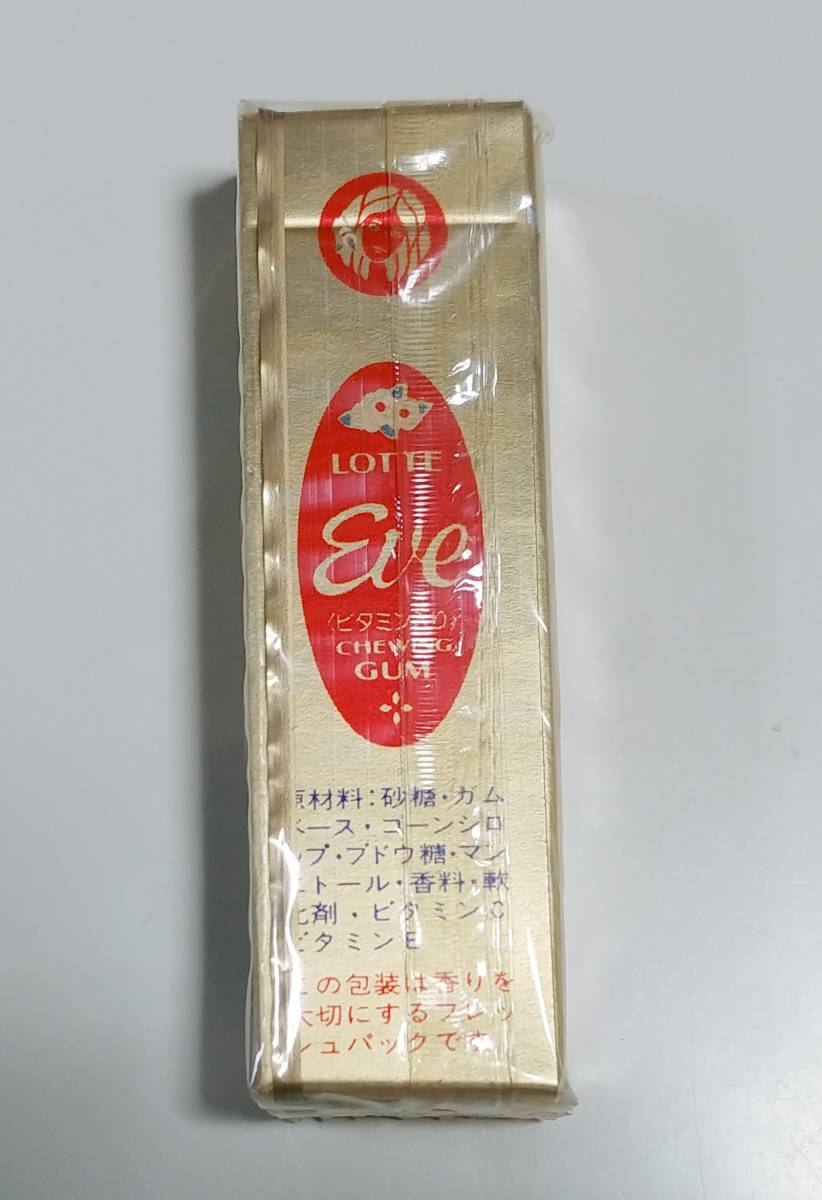 LOTTE
Eve
〈ビタミン入り〉
CHEWING
GUM
原材料:砂糖・ガム
ベース・コーンシロ
ップ・ブドウ糖・マン
ニトール・香料・軟
化剤・ビタミンC
ビタミンE
この包装は香りを
大切にするフレッ
シュパックです